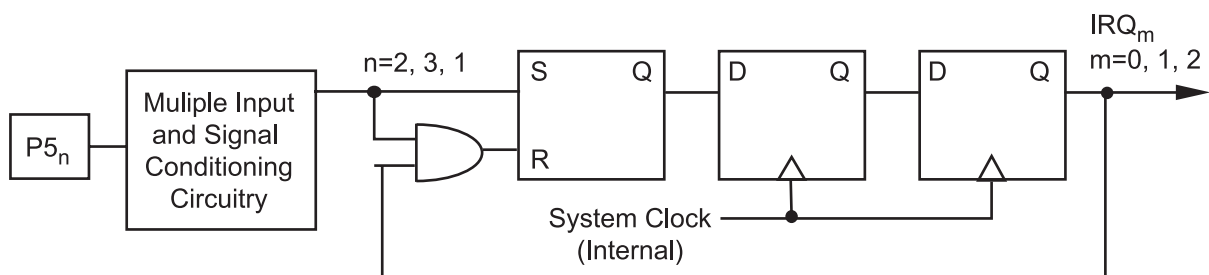 P5n
Muliple Input
and Signal
Conditioning
Circuitry
n=2, 3, 1
S Q
R
D Q
D Q
IRQm
m=0, 1, 2
System Clock
(Internal)